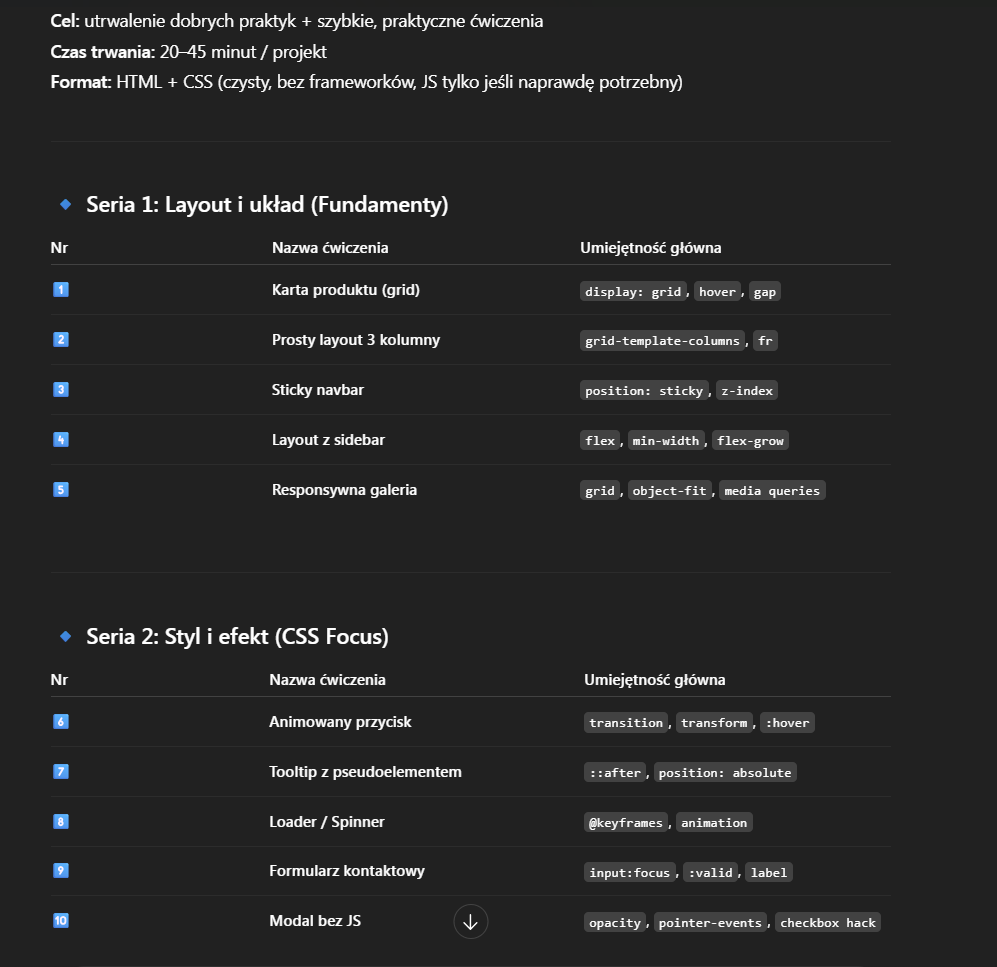 Cel: utrwalenie dobrych praktyk + szybkie, praktyczne ćwiczenia
Czas trwania: 20–45 minut / projekt
Format: HTML + CSS (czysty, bez frameworków, JS tylko jeśli naprawdę potrzebny)
🔹 Seria 1: Layout i układ (Fundamenty)
Nr Nazwa ćwiczenia Umiejętność główna
1️⃣ Karta produktu (grid) display: grid, hover, gap
2️⃣ Prosty layout 3 kolumny grid-template-columns, fr
3️⃣ Sticky navbar position: sticky, z-index
4️⃣ Layout z sidebar flex, min-width, flex-grow
5️⃣ Responsywna galeria grid, object-fit, media queries
🔹 Seria 2: Styl i efekt (CSS Focus)
Nr Nazwa ćwiczenia Umiejętność główna
6️⃣ Animowany przycisk transition, transform, :hover
7️⃣ Tooltip z pseudoelementem ::after, position: absolute
8️⃣ Loader / Spinner @keyframes, animation
9️⃣ Formularz kontaktowy input:focus, :valid, label
🔟 Modal bez JS opacity, pointer-events, checkbox hack